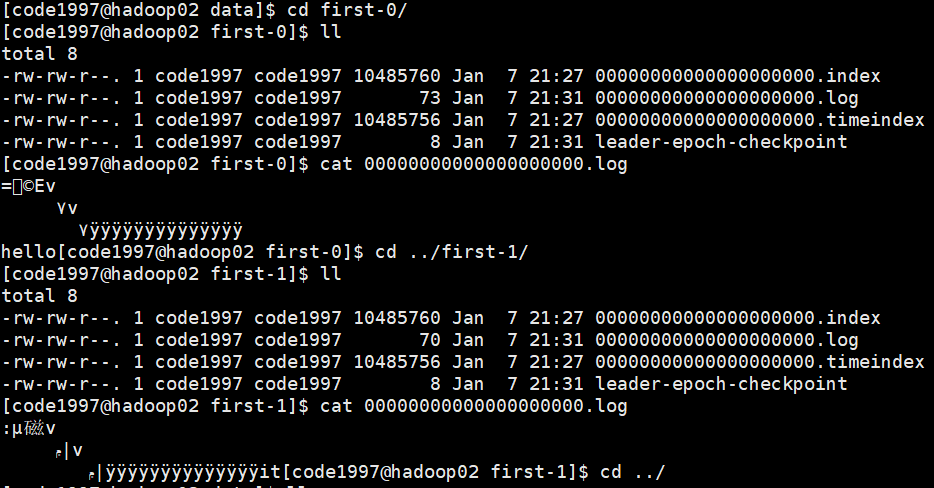 [code1997@hadoop02 data]$ cd first-0/
[code1997@hadoop02 first-0]$ ll
total 8
-rw-rw-r--. 1 code1997 code1997 10485760 Jan  7 21:27 00000000000000000000.index
-rw-rw-r--. 1 code1997 code1997       73 Jan  7 21:31 00000000000000000000.log
-rw-rw-r--. 1 code1997 code1997 10485756 Jan  7 21:27 00000000000000000000.timeindex
-rw-rw-r--. 1 code1997 code1997        8 Jan  7 21:31 leader-epoch-checkpoint
[code1997@hadoop02 first-0]$ cat 00000000000000000000.log
=▯©Ev
٧v
٧ÿÿÿÿÿÿÿÿÿÿÿÿÿÿ
hello[code1997@hadoop02 first-0]$ cd ../first-1/
[code1997@hadoop02 first-1]$ ll
total 8
-rw-rw-r--. 1 code1997 code1997 10485760 Jan  7 21:27 00000000000000000000.index
-rw-rw-r--. 1 code1997 code1997       70 Jan  7 21:31 00000000000000000000.log
-rw-rw-r--. 1 code1997 code1997 10485756 Jan  7 21:27 00000000000000000000.timeindex
-rw-rw-r--. 1 code1997 code1997        8 Jan  7 21:31 leader-epoch-checkpoint
[code1997@hadoop02 first-1]$ cat 00000000000000000000.log
:µ磁v
|v
|ÿÿÿÿÿÿÿÿÿÿÿÿÿÿit[code1997@hadoop02 first-1]$ cd ../